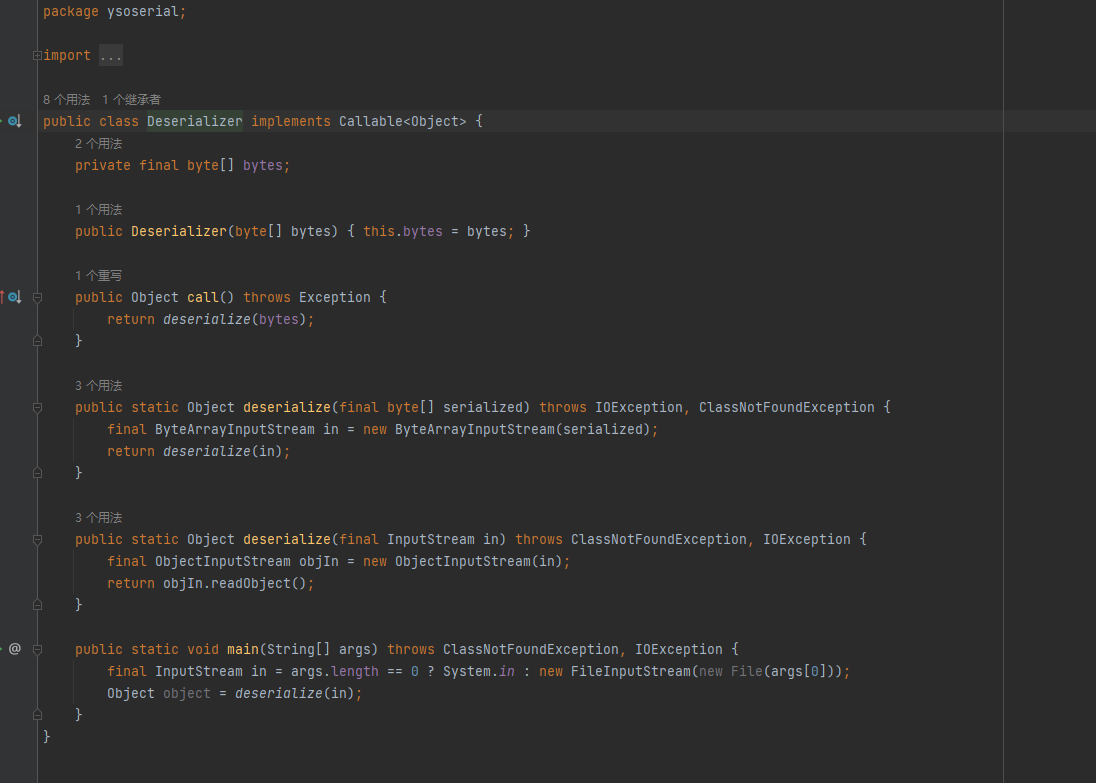 package ysoserial;
import ...
8 个用法 1 个继承者
public class Deserializer implements Callable<Object> {
2 个用法
private final byte[] bytes;
1 个用法
public Deserializer(byte[] bytes) { this.bytes = bytes; }
1 个重写
public Object call() throws Exception {
return deserialize(bytes);
}
3 个用法
public static Object deserialize(final byte[] serialized) throws IOException, ClassNotFoundException {
final ByteArrayInputStream in = new ByteArrayInputStream(serialized);
return deserialize(in);
}
3 个用法
public static Object deserialize(final InputStream in) throws ClassNotFoundException, IOException {
final ObjectInputStream objIn = new ObjectInputStream(in);
return objIn.readObject();
}
@ public static void main(String[] args) throws ClassNotFoundException, IOException {
final InputStream in = args.length == 0 ? System.in : new FileInputStream(new File(args[0]));
Object object = deserialize(in);
}
}